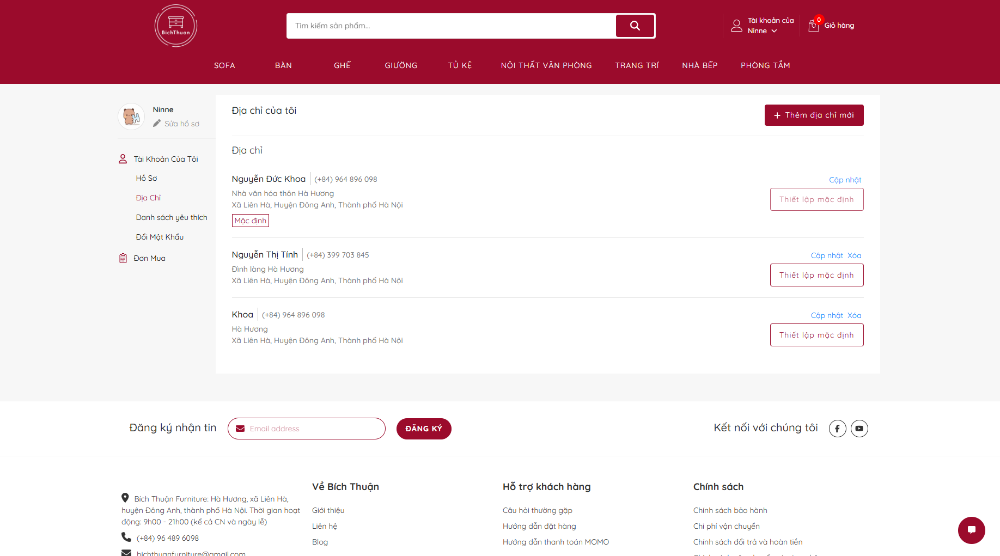 BichThuan
Tìm kiếm sản phẩm...
Tài khoản của
Ninne
0
Giỏ hàng
SOFA
BÀN
GHẾ
GIƯỜNG
TỦ KỆ
NỘI THẤT VĂN PHÒNG
TRANG TRÍ
NHÀ BẾP
PHÒNG TẮM
Ninne
Sửa hồ sơ
Tài Khoản Của Tôi
Hồ Sơ
Địa Chỉ
Danh sách yêu thích
Đổi Mật Khẩu
Đơn Mua
Địa chỉ của tôi
Thêm địa chỉ mới
Địa chỉ
Nguyễn Đức Khoa (+84) 964 896 098
Cập nhật
Nhà văn hóa thôn Hà Hương
Thiết lập mặc định
Xã Liên Hà, Huyện Đông Anh, Thành phố Hà Nội
Mặc định
Nguyễn Thị Tính (+84) 399 703 845
Cập nhật Xóa
Đình làng Hà Hương
Thiết lập mặc định
Xã Liên Hà, Huyện Đông Anh, Thành phố Hà Nội
Khoa (+84) 964 896 098
Cập nhật Xóa
Hà Hương
Thiết lập mặc định
Xã Liên Hà, Huyện Đông Anh, Thành phố Hà Nội
Đăng ký nhận tin
Email address
ĐĂNG KÝ
Kết nối với chúng tôi
Bích Thuận Furniture: Hà Hương, xã Liên Hà,
huyện Đông Anh, thành phố Hà Nội. Thời gian hoạt
động: 9h00 - 21h00 (kể cả CN và ngày lễ)
(+84) 96 489 6098
bichthuanfurniture@gmail.com
Về Bích Thuận
Giới thiệu
Liên hệ
Blog
Hỗ trợ khách hàng
Câu hỏi thường gặp
Hướng dẫn đặt hàng
Hướng dẫn thanh toán MOMO
Chính sách
Chính sách bảo hành
Chi phí vận chuyển
Chính sách đổi trả và hoàn tiền